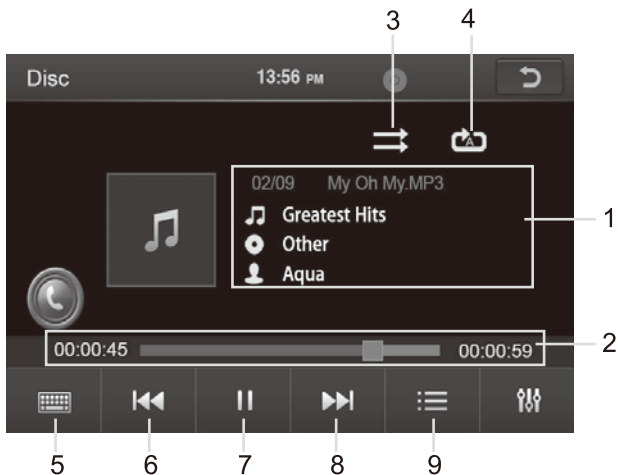 3 4
Disc 13:56 PM
A
02/09 My Oh My.MP3
Greatest Hits
Other
Aqua
1
00:00:45 00:00:59 2
5 6 7 8 9